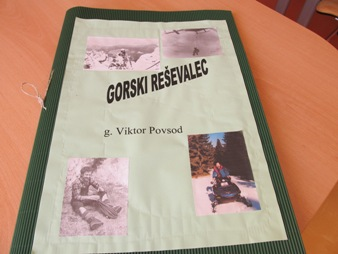 GORSKI REŠEVALEC
g. Viktor Povsod